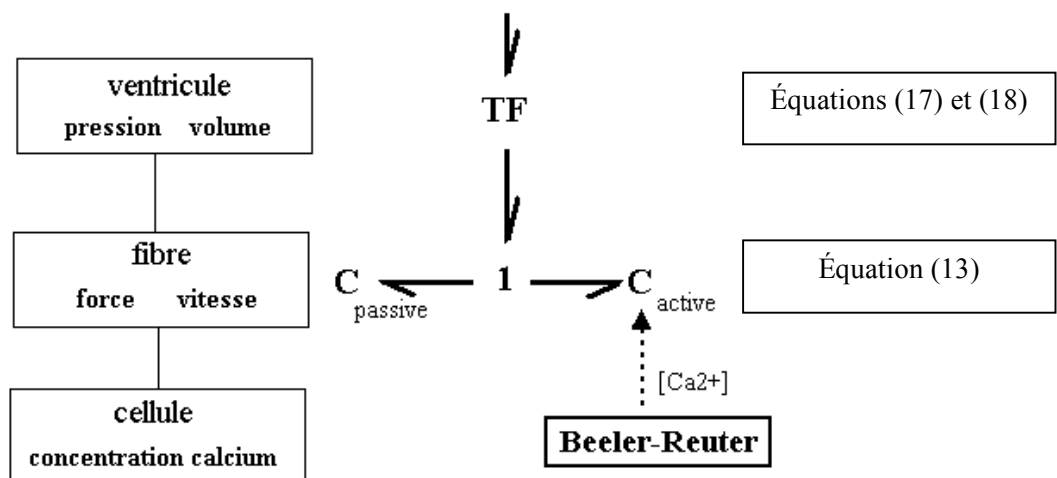 ventricule
pression volume
TF
Équations (17) et (18)
fibre
force vitesse
C passive
1
C active
Équation (13)
[Ca2+]
cellule
concentration calcium
Beeler-Reuter